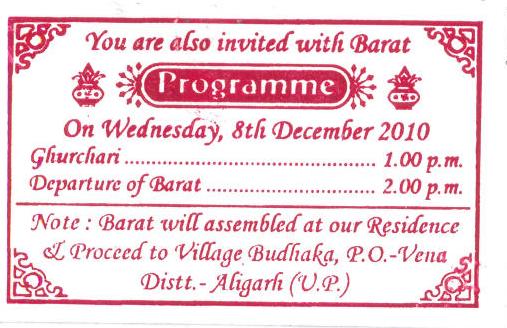 You are also invited with Barat
Programme
On Wednesday, 8th December 2010
Ghurchari ............................................ 1.00 p.m.
Departure of Barat .............................. 2.00 p.m.
Note : Barat will assembled at our Residence
& Proceed to Village Budhaka, P.O.-Vena
Distt.- Aligarh (U.P.)